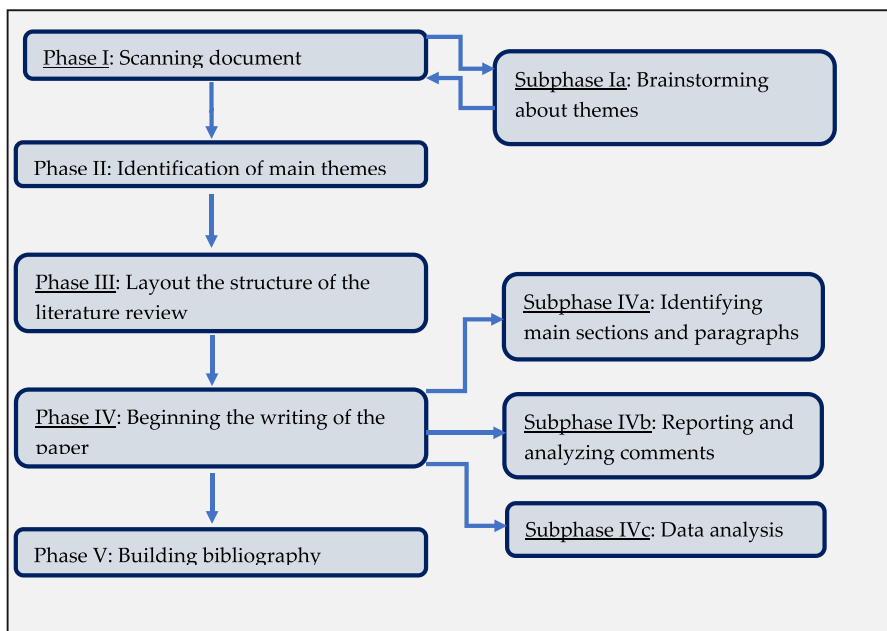 Phase I: Scanning document
Subphase Ia: Brainstorming
about themes
Phase II: Identification of main themes
Phase III: Layout the structure of the
literature review
Subphase IVa: Identifying
main sections and paragraphs
Phase IV: Beginning the writing of the
paper
Subphase IVb: Reporting and
analyzing comments
Subphase IVc: Data analysis
Phase V: Building bibliography